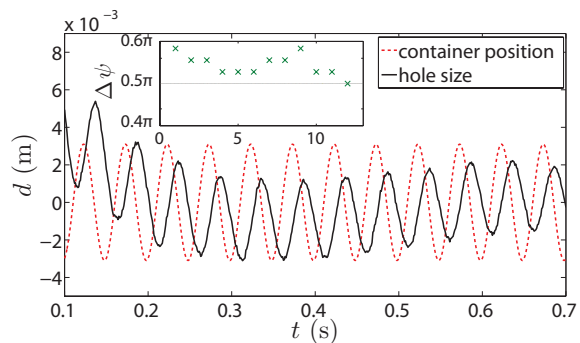 x 10⁻³
8
6
4
2
0
−2
−4
d (m)
0.1
0.2
0.3
0.4
0.5
0.6
0.7
t (s)
0.6π
0.5π
0.4π
Δψ
0
5
10
container position
hole size